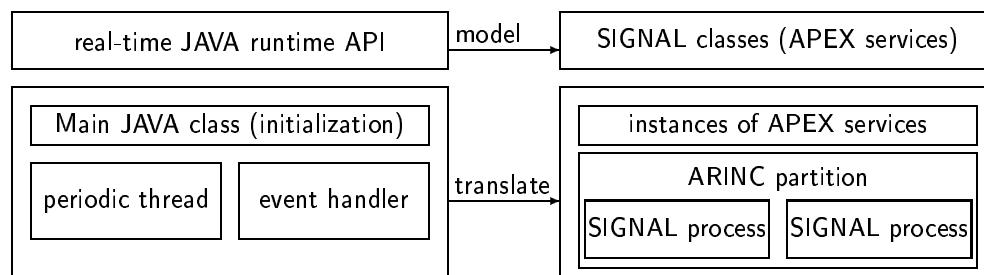 real-time JAVA runtime API
model
SIGNAL classes (APEX services)
Main JAVA class (initialization)
periodic thread
event handler
translate
instances of APEX services
ARINC partition
SIGNAL process
SIGNAL process